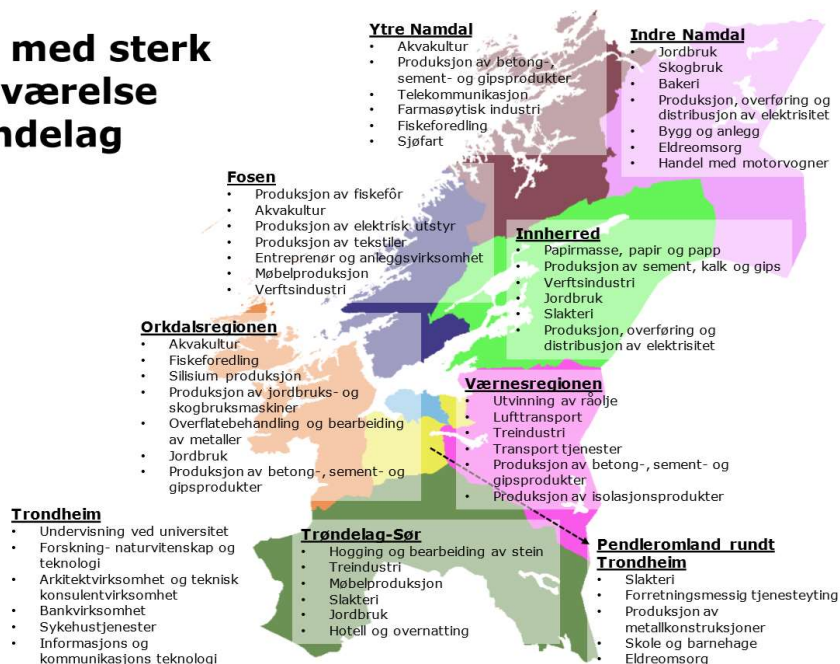 med sterk
værelse
ndelag
Ytre Namdal
• Akvakultur
• Produksjon av betong-,
sement- og gipsprodukter
• Telekommunikasjon
• Farmasøytisk industri
• Fiskeforedling
• Sjøfart
Indre Namdal
• Jordbruk
• Skogbruk
• Bakeri
• Produksjon, overføring og
distribusjon av elektrisitet
• Bygg og anlegg
• Eldreomsorg
• Handel med motorvogner
Fosen
• Produksjon av fiskefôr
• Akvakultur
• Produksjon av elektrisk utstyr
• Produksjon av tekstiler
• Entreprenør og anleggsvirksomhet
• Møbelproduksjon
• Verftsindustri
Innherred
• Papirmasse, papir og papp
• Produksjon av sement, kalk og gips
• Verftsindustri
• Jordbruk
• Slakteri
• Produksjon, overføring og
distribusjon av elektrisitet
Orkdalsregionen
• Akvakultur
• Fiskeforedling
• Silisium produksjon
• Produksjon av jordbruks- og
skogbruksmaskiner
• Overflatebehandling og bearbeiding
av metaller
• Jordbruk
• Produksjon av betong-, sement- og
gipsprodukter
Værnesregionen
• Utvinning av råolje
• Lufttransport
• Treindustri
• Transport tjenester
• Produksjon av betong-, sement- og
gipsprodukter
• Produksjon av isolasjonsprodukter
Trondheim
• Undervisning ved universitet
• Forskning- naturvitenskap og
teknologi
• Arkitektvirksomhet og teknisk
konsulentvirksomhet
• Bankvirksomhet
• Sykehustjenester
• Informasjons og
kommunikasjons teknologi
Trøndelag-Sør
• Hogging og bearbeiding av stein
• Treindustri
• Møbelproduksjon
• Slakteri
• Jordbruk
• Hotell og overnatting
Pendleromland rundt
Trondheim
• Slakteri
• Forretningsmessig tjenesteyting
• Produksjon av
metallkonstruksjoner
• Skole og barnehage
• Eldreomsorg